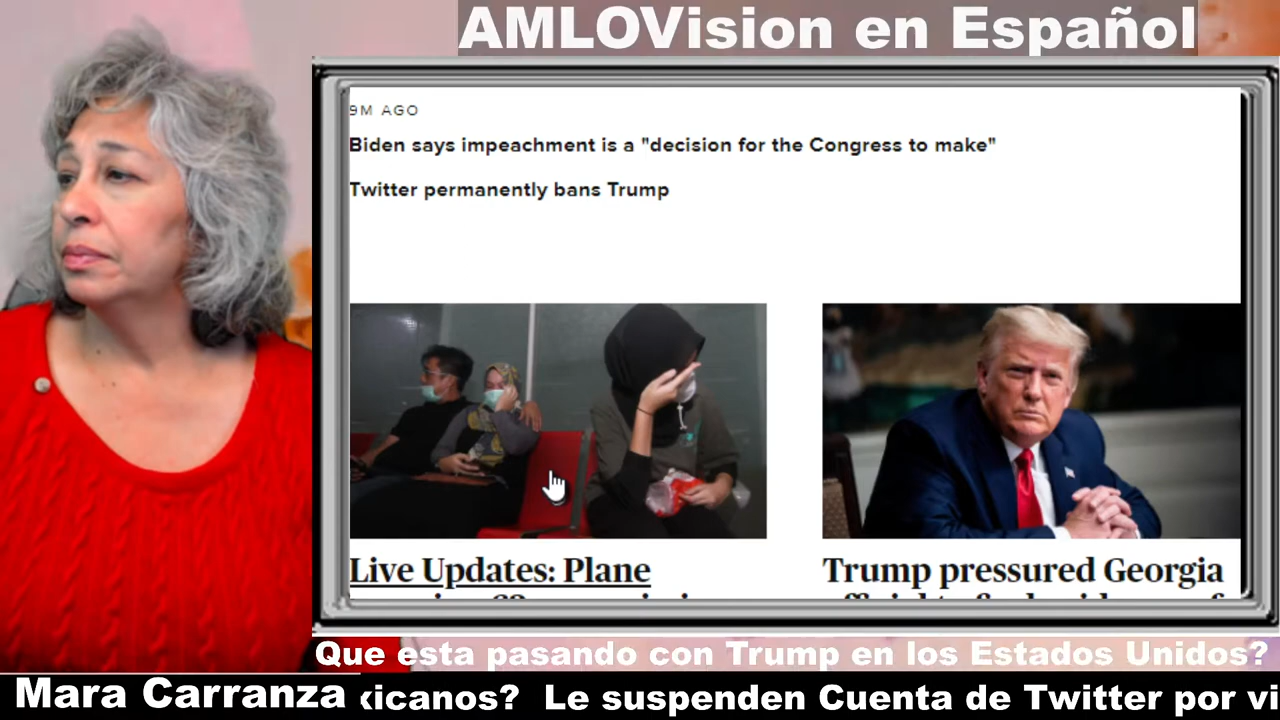 AMLOVision en Español
9M AGO
Biden says impeachment is a "decision for the Congress to make"
Twitter permanently bans Trump
Live Updates: Plane
Trump pressured Georgia
Que esta pasando con Trump en los Estados Unidos?
Mara Carranza
xicanos? Le suspenden Cuenta de Twitter por vi